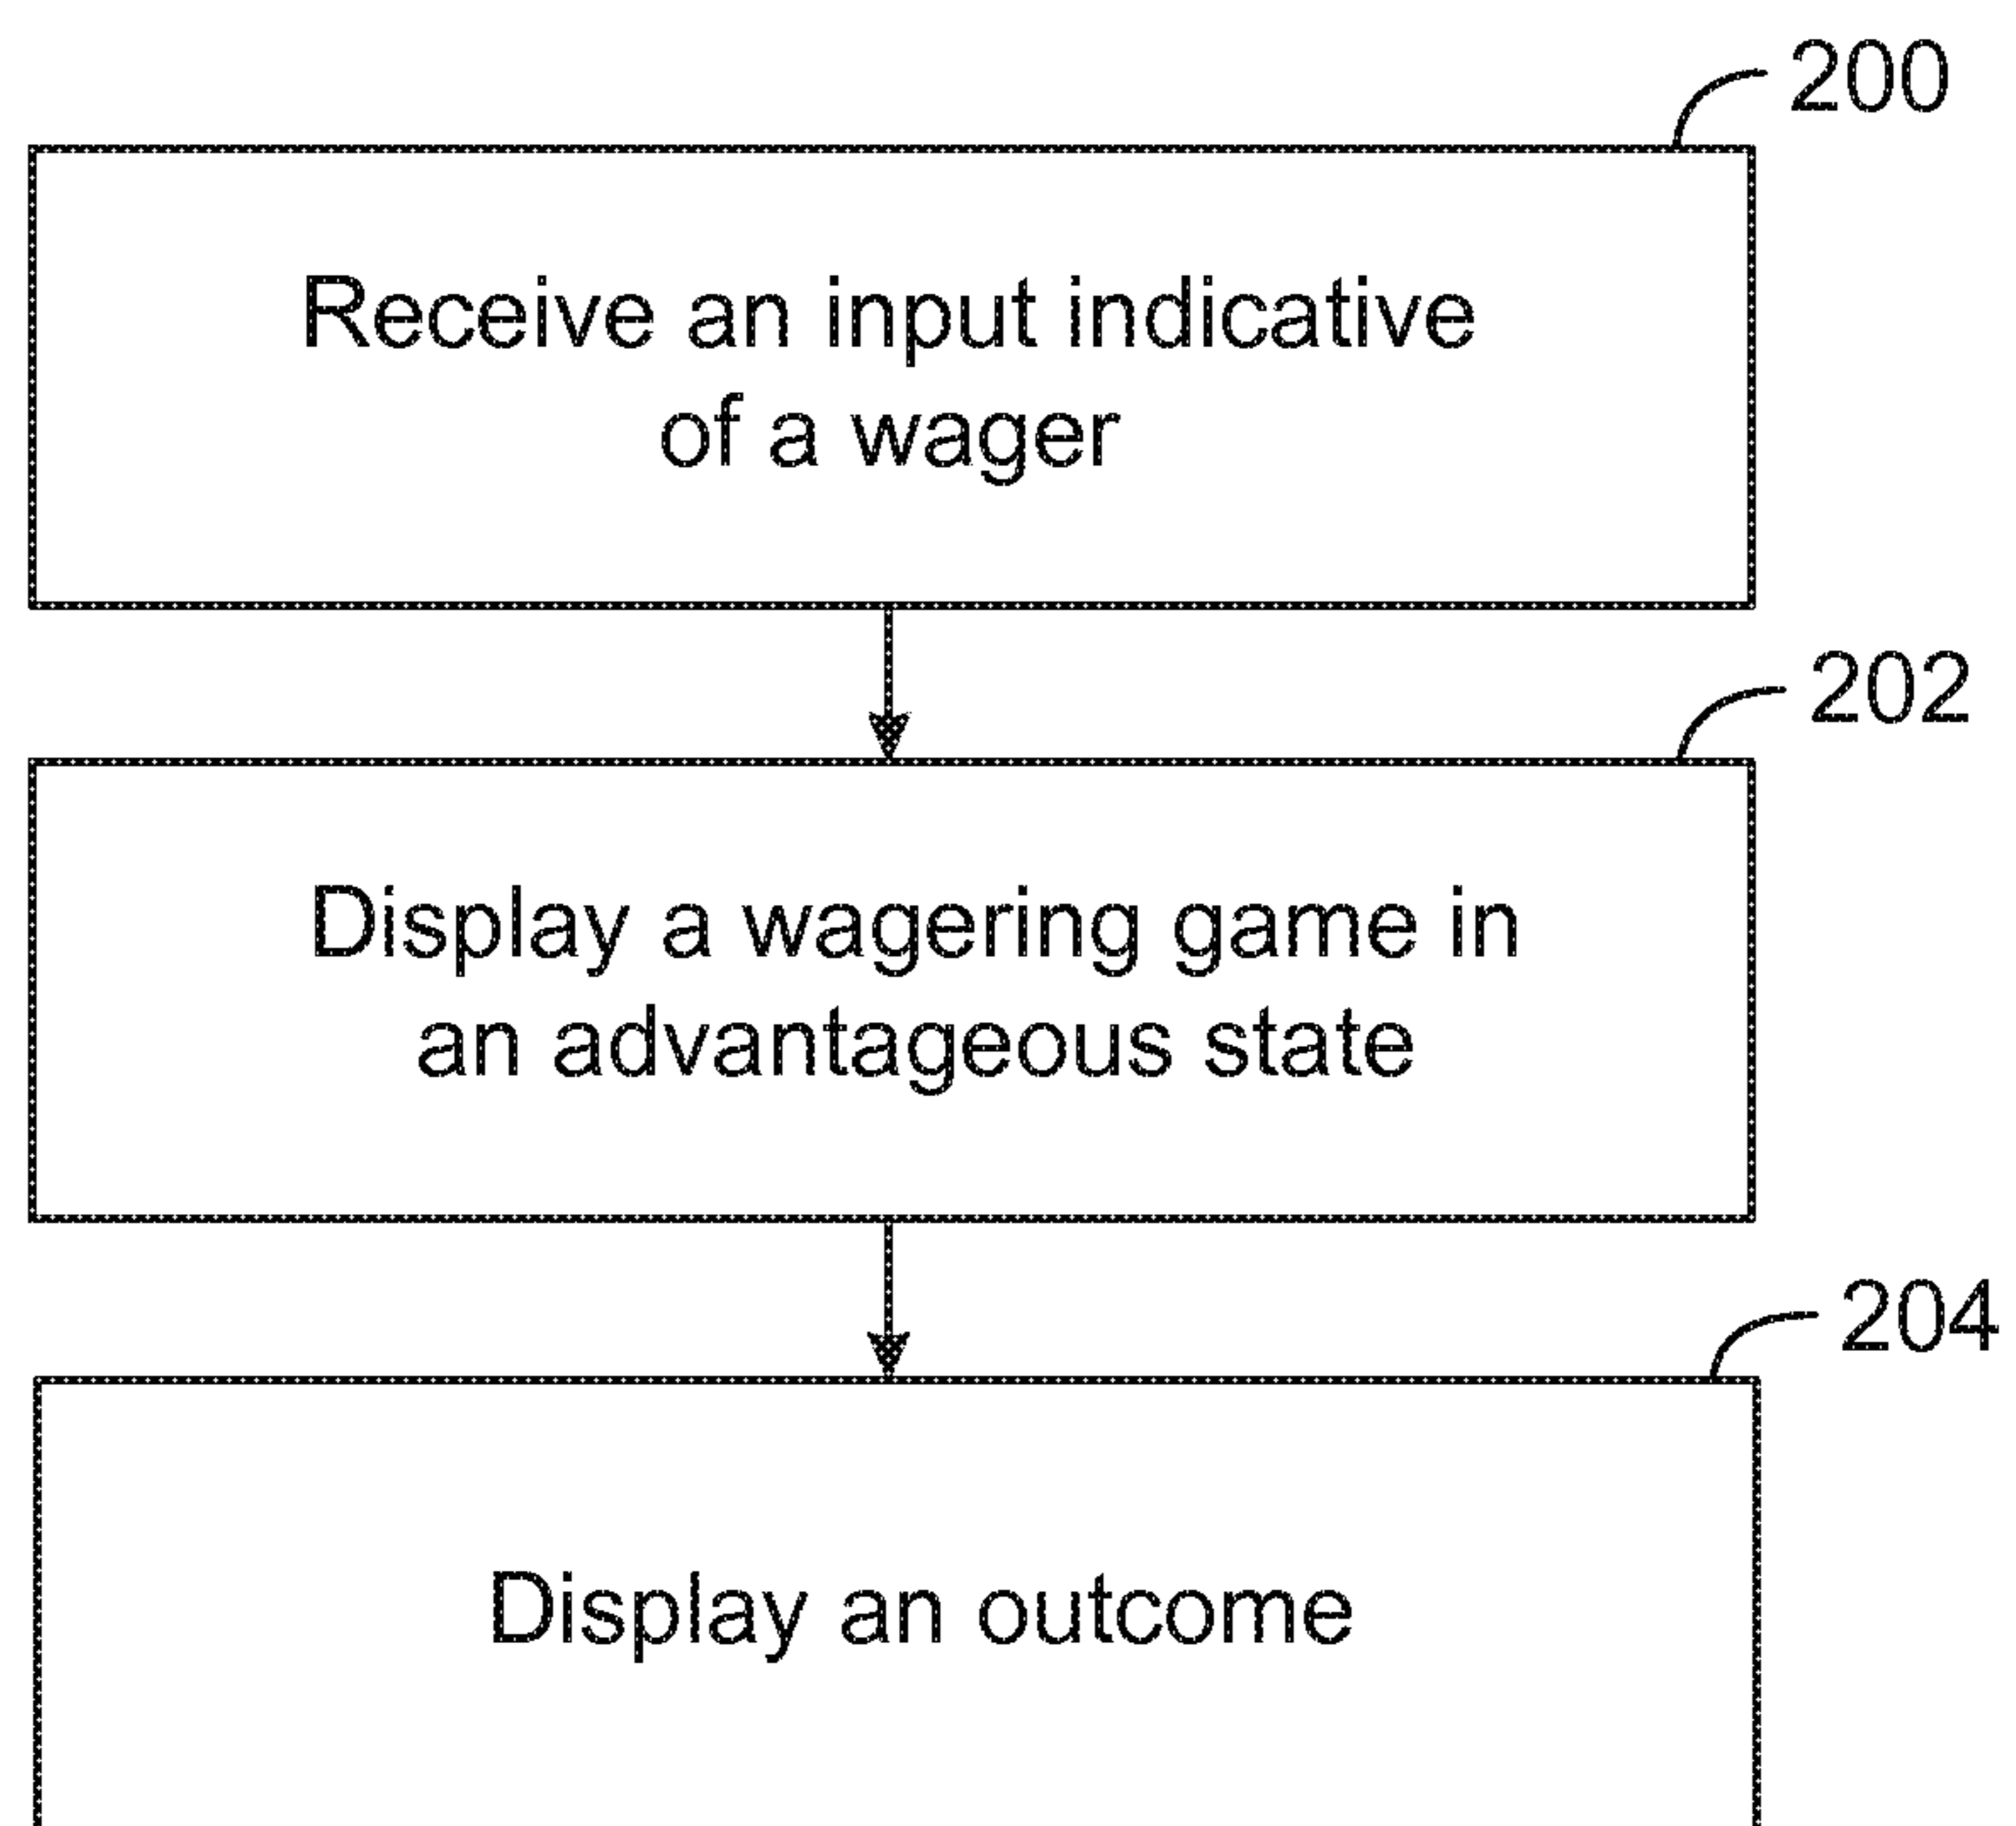 200
Receive an input indicative
of a wager
202
Display a wagering game in
an advantageous state
204
Display an outcome